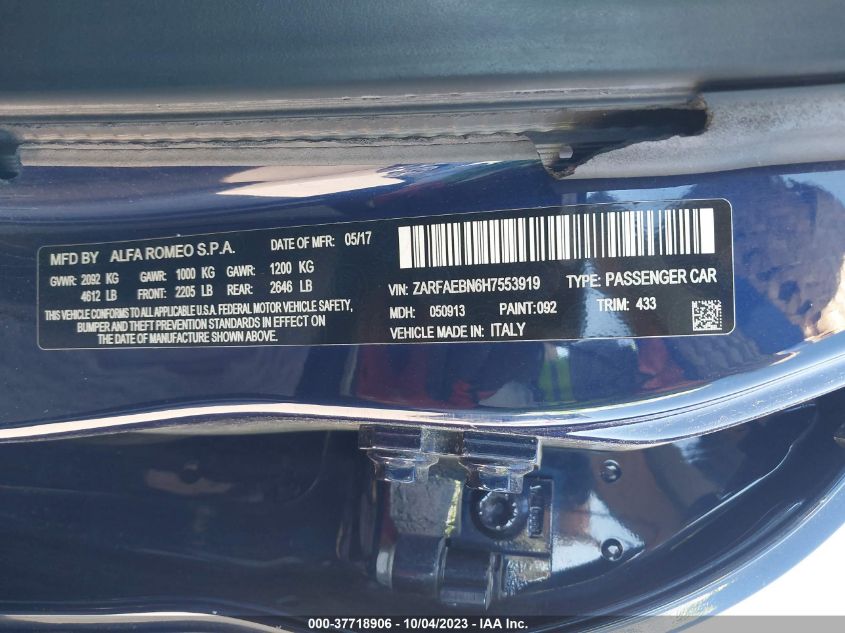 MFD BY ALFA ROMEO S.P.A. DATE OF MFR: 05/17
GVWR: 2092 KG GAWR: 1000 KG GAWR: 1200 KG
4612 LB FRONT: 2205 LB REAR: 2646 LB
THIS VEHICLE CONFORMS TO ALL APPLICABLE U.S.A. FEDERAL MOTOR VEHICLE SAFETY,
BUMPER AND THEFT PREVENTION STANDARDS IN EFFECT ON
THE DATE OF MANUFACTURE SHOWN ABOVE.
VIN: ZARFAEBN6H7553919 TYPE: PASSENGER CAR
MDH: 050913 PAINT:092 TRIM: 433
VEHICLE MADE IN: ITALY
000-37718906 - 10/04/2023 - IAA Inc.